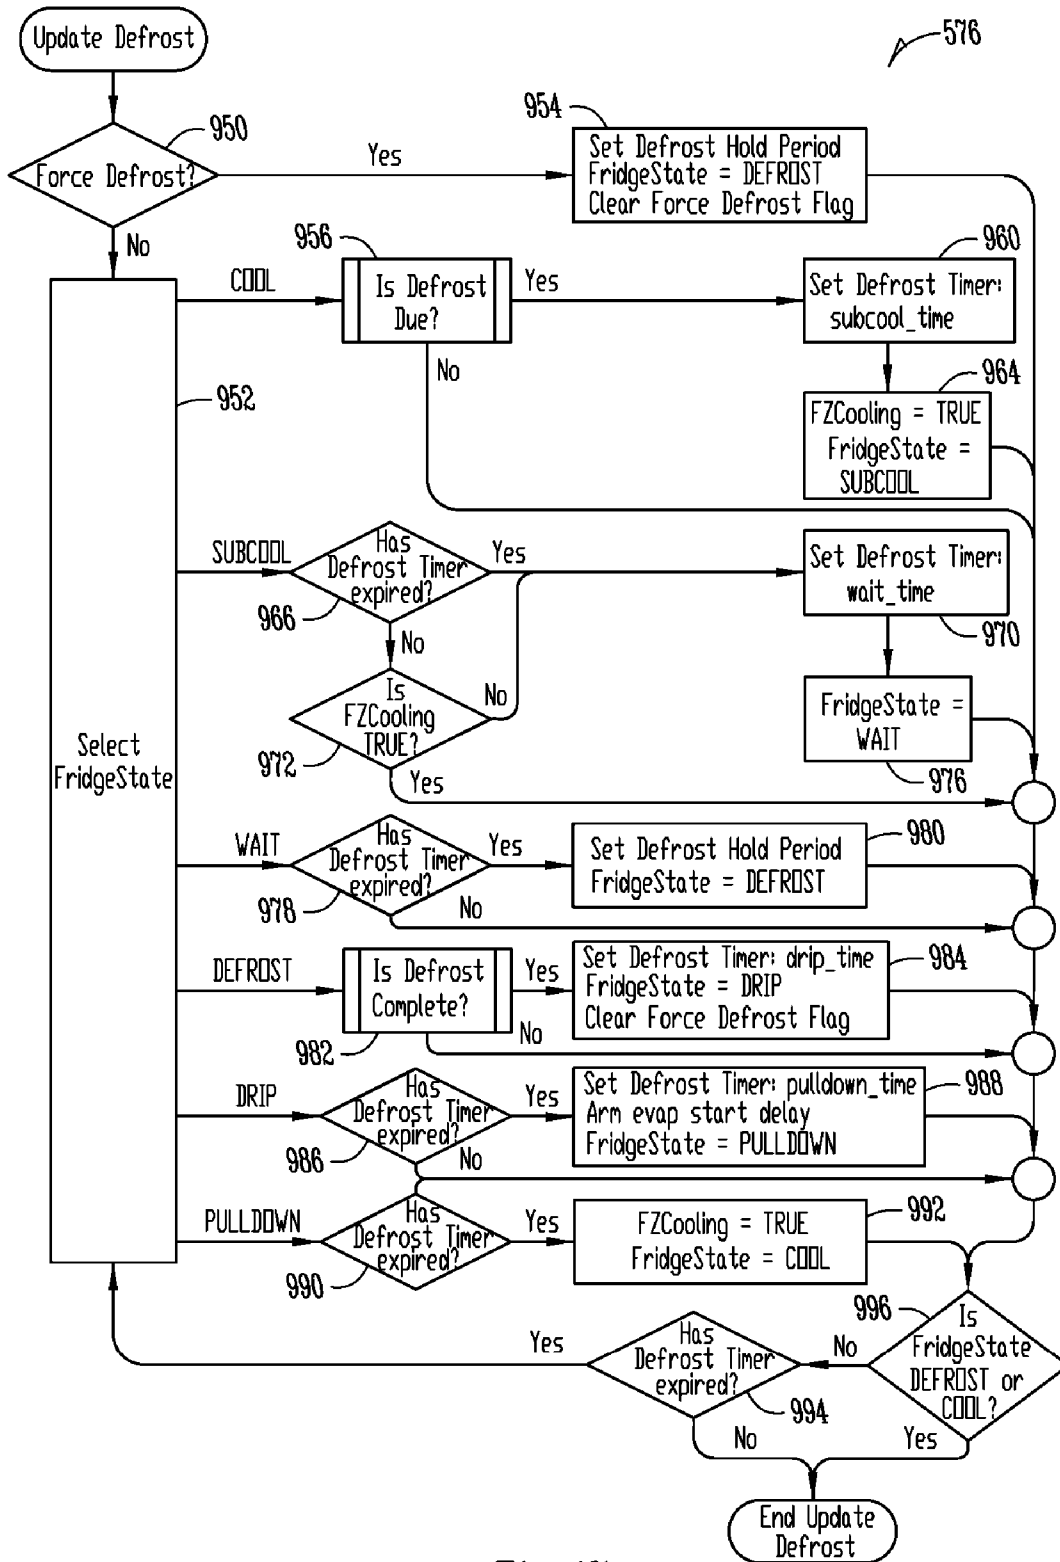 Update Defrost
576
950
Force Defrost?
Yes
No
954
Set Defrost Hold Period
FridgeState = DEFROST
Clear Force Defrost Flag
952
Select
FridgeState
COOL
956
Is Defrost
Due?
Yes
No
960
Set Defrost Timer:
subcool_time
964
FZCooling = TRUE
FridgeState =
SUBCOOL
SUBCOOL
Has
Defrost Timer
expired?
966
Yes
No
Set Defrost Timer:
wait_time
970
Is
FZCooling
TRUE?
972
No
Yes
FridgeState =
WAIT
976
WAIT
Has
Defrost Timer
expired?
978
Yes
No
980
Set Defrost Hold Period
FridgeState = DEFROST
DEFROST
Is Defrost
Complete?
982
Yes
No
984
Set Defrost Timer: drip_time
FridgeState = DRIP
Clear Force Defrost Flag
DRIP
Has
Defrost Timer
expired?
986
Yes
No
988
Set Defrost Timer: pulldown_time
Arm evap start delay
FridgeState = PULLDOWN
PULLDOWN
Has
Defrost Timer
expired?
990
Yes
992
FZCooling = TRUE
FridgeState = COOL
996
Is
FridgeState
DEFROST or
COOL?
No
Yes
Has
Defrost Timer
expired?
994
Yes
No
End Update
Defrost